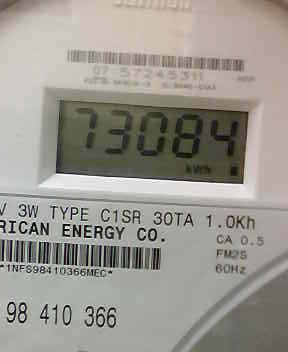 07 57245311
73084
kWh
V 3W TYPE C1SR 30TA 1.0Kh
RICAN ENERGY CO.
CA 0.5
FM2S
60Hz
*1NFS98410366MEC*
98 410 366